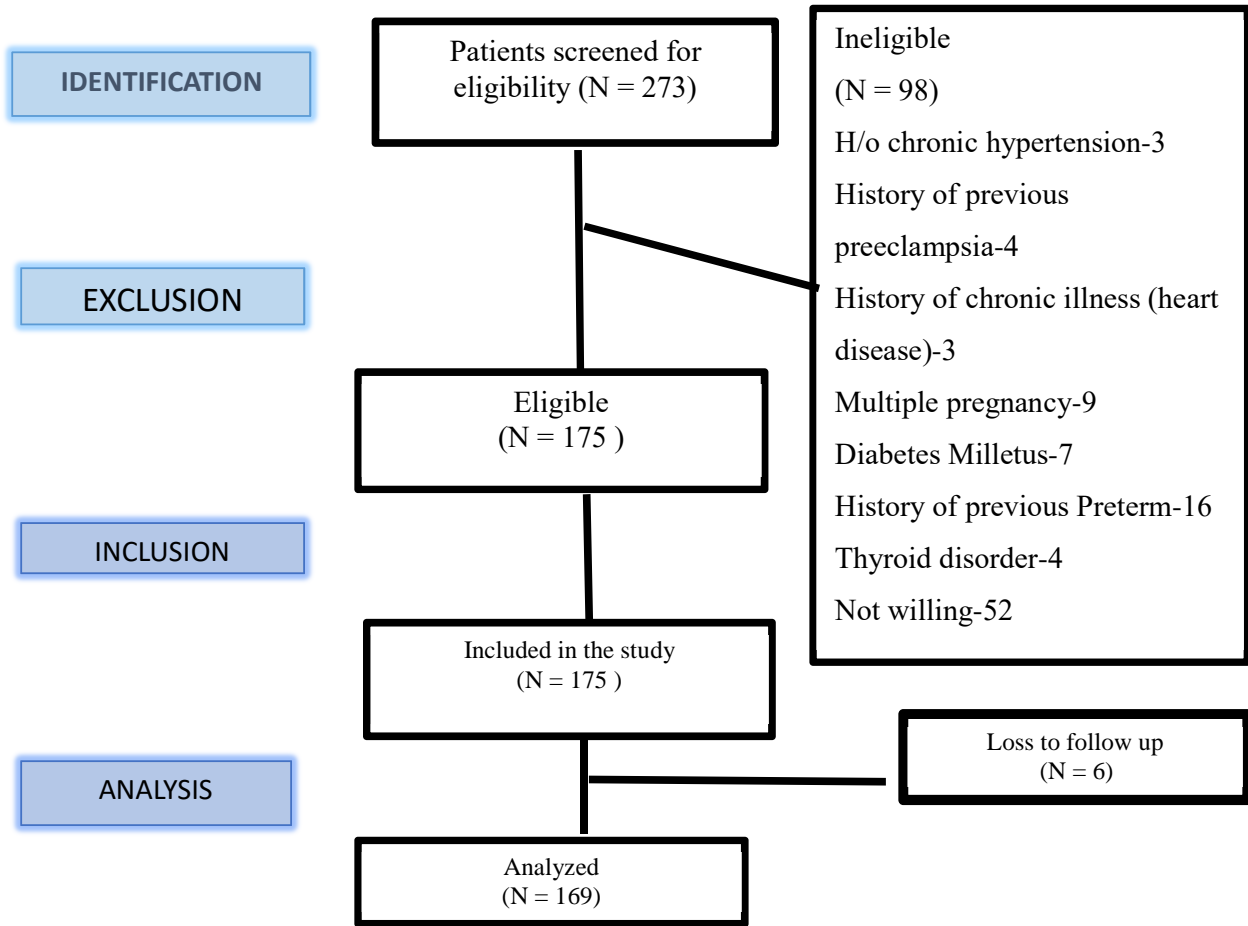 IDENTIFICATION
Patients screened for
eligibility (N = 273)
Ineligible
(N = 98)
H/o chronic hypertension-3
History of previous
preeclampsia-4
History of chronic illness (heart
disease)-3
Multiple pregnancy-9
Diabetes Milletus-7
History of previous Preterm-16
Thyroid disorder-4
Not willing-52
EXCLUSION
Eligible
(N = 175 )
INCLUSION
Included in the study
(N = 175 )
Loss to follow up
(N = 6)
ANALYSIS
Analyzed
(N = 169)